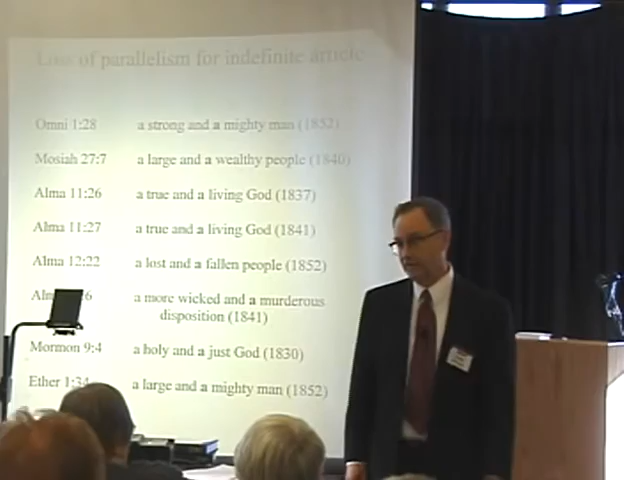 Loss of parallelism for indefinite article
Omni 1:28 a strong and a mighty man (1852)
Mosiah 27:7 a large and a wealthy people (1840)
Alma 11:26 a true and a living God (1837)
Alma 11:27 a true and a living God (1841)
Alma 12:22 a lost and a fallen people (1852)
a more wicked and a murderous
disposition (1841)
Mormon 9:4 a holy and a just God (1830)
Ether 1:34 a large and a mighty man (1852)